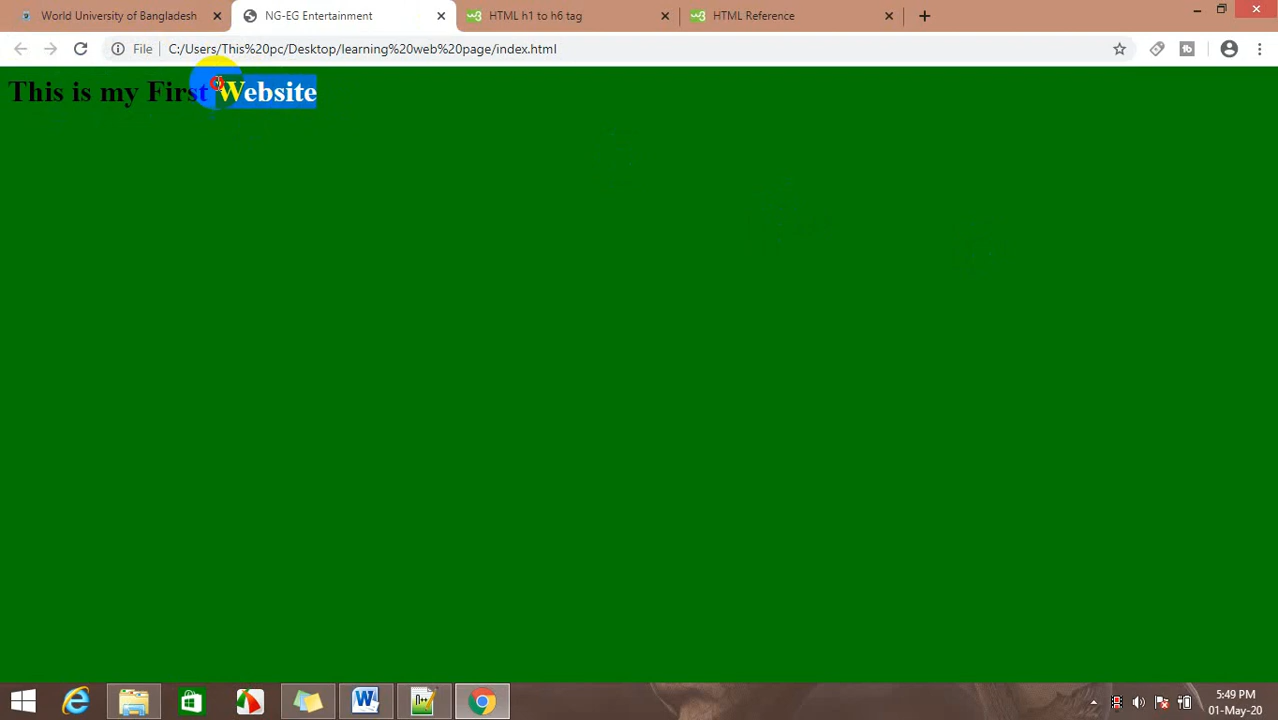 World University of Bangladesh
NG-EG Entertainment
HTML h1 to h6 tag
HTML Reference
File
C:/Users/This%20pc/Desktop/learning%20web%20page/index.html
This is my First Website
5:49 PM
01-May-20